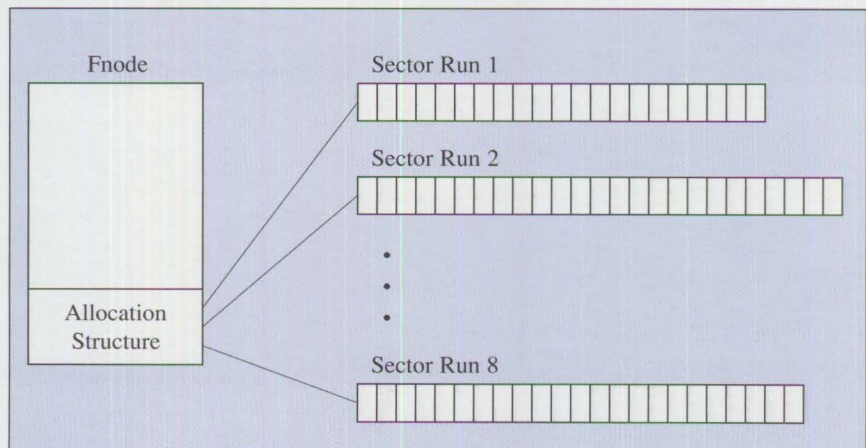 Fnode
Sector Run 1
Sector Run 2
Allocation
Structure
Sector Run 8